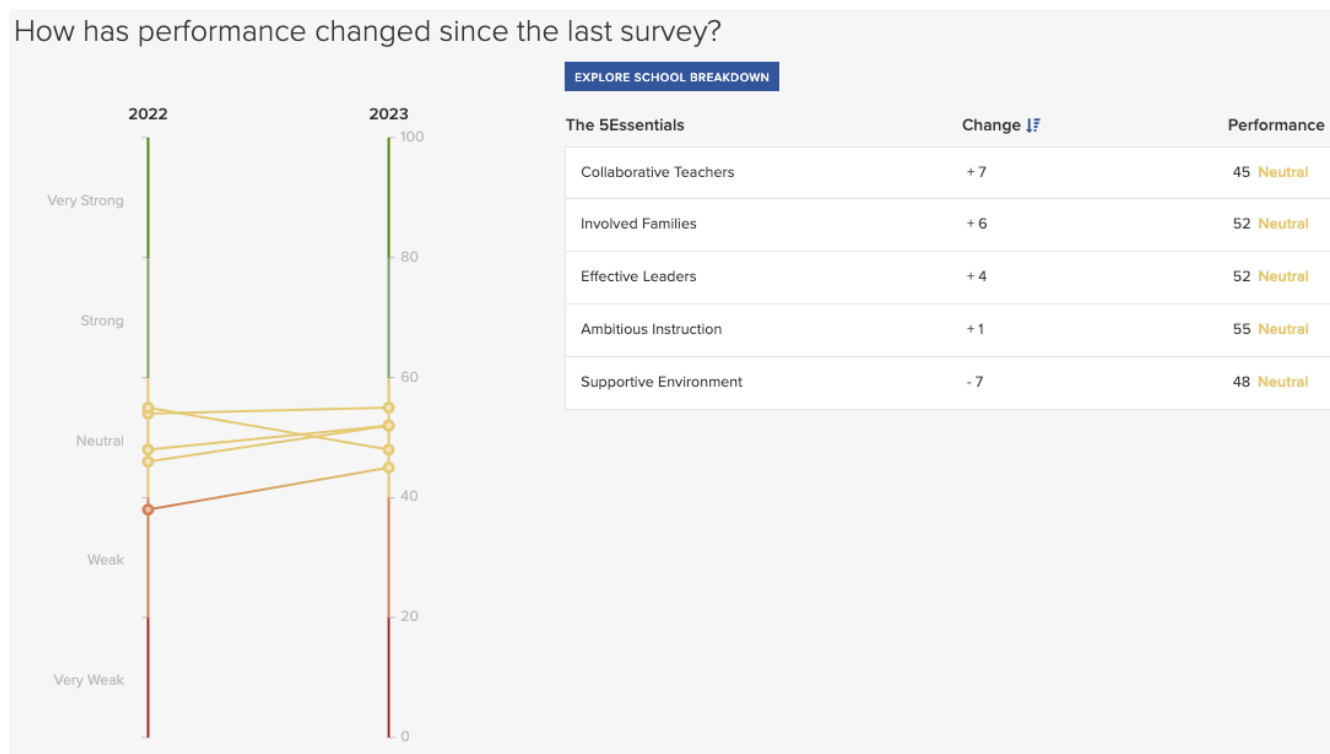 How has performance changed since the last survey?
EXPLORE SCHOOL BREAKDOWN
2022 2023
100
Very Strong
80
Strong
60
Neutral
40
Weak
20
Very Weak
0
The 5Essentials Change Performance
Collaborative Teachers + 7 45 Neutral
Involved Families + 6 52 Neutral
Effective Leaders + 4 52 Neutral
Ambitious Instruction + 1 55 Neutral
Supportive Environment - 7 48 Neutral